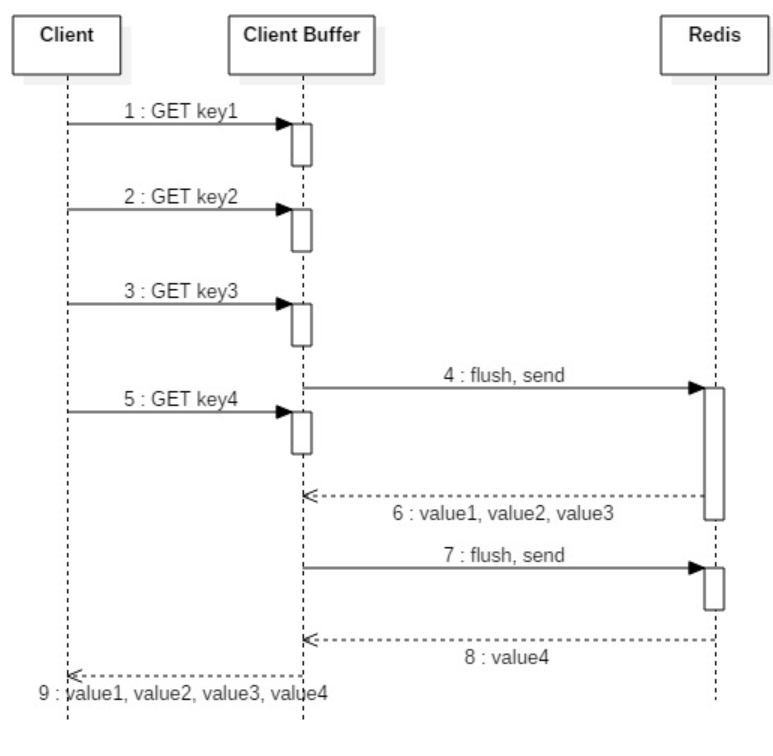 Client
Client Buffer
Redis
1 : GET key1
2 : GET key2
3 : GET key3
4 : flush, send
5 : GET key4
6 : value1, value2, value3
7 : flush, send
8 : value4
9 : value1, value2, value3, value4